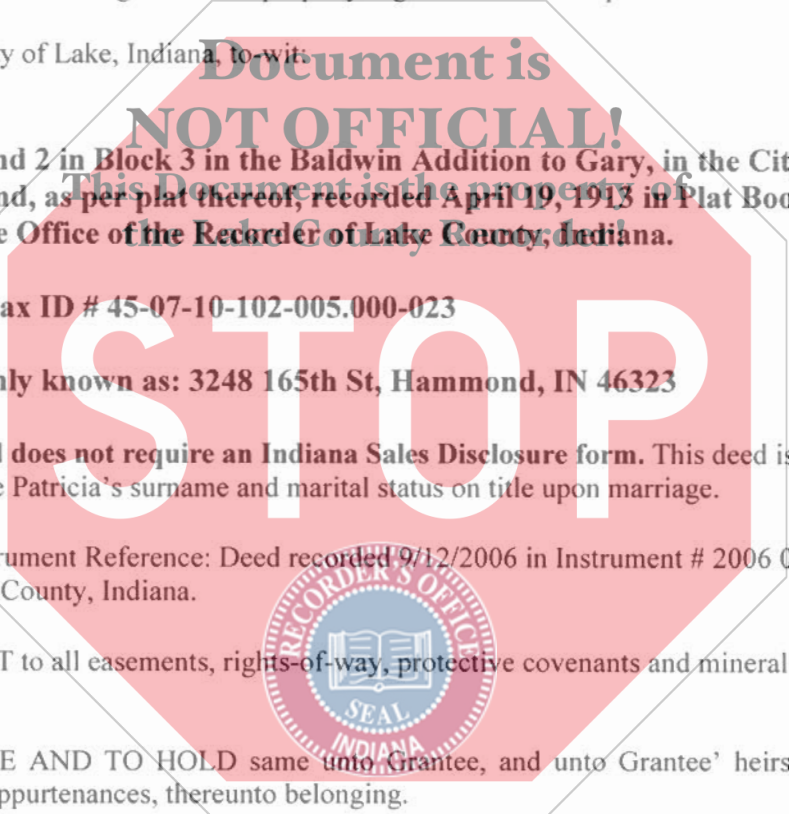 y of Lake, Indiana, to-wit:
Document is
NOT OFFICIAL!
nd 2 in Block 3 in the Baldwin Addition to Gary, in the Cit
This Document is the property of
nd, as per plat thereof, recorded April 19, 1913 in Plat Boo
the Lake County Recorder!
e Office of the Recorder of Lake County, Indiana.
ax ID # 45-07-10-102-005.000-023
STOP
nly known as: 3248 165th St, Hammond, IN 46323
d does not require an Indiana Sales Disclosure form. This deed is
e Patricia's surname and marital status on title upon marriage.
rument Reference: Deed recorded 9/12/2006 in Instrument # 2006 0
County, Indiana.
RECORDER'S OFFICE
T to all easements, rights-of-way, protective covenants and mineral
SEAL
INDIANA
E AND TO HOLD same unto Grantee, and unto Grantee' heirs
ppurtenances, thereunto belonging.